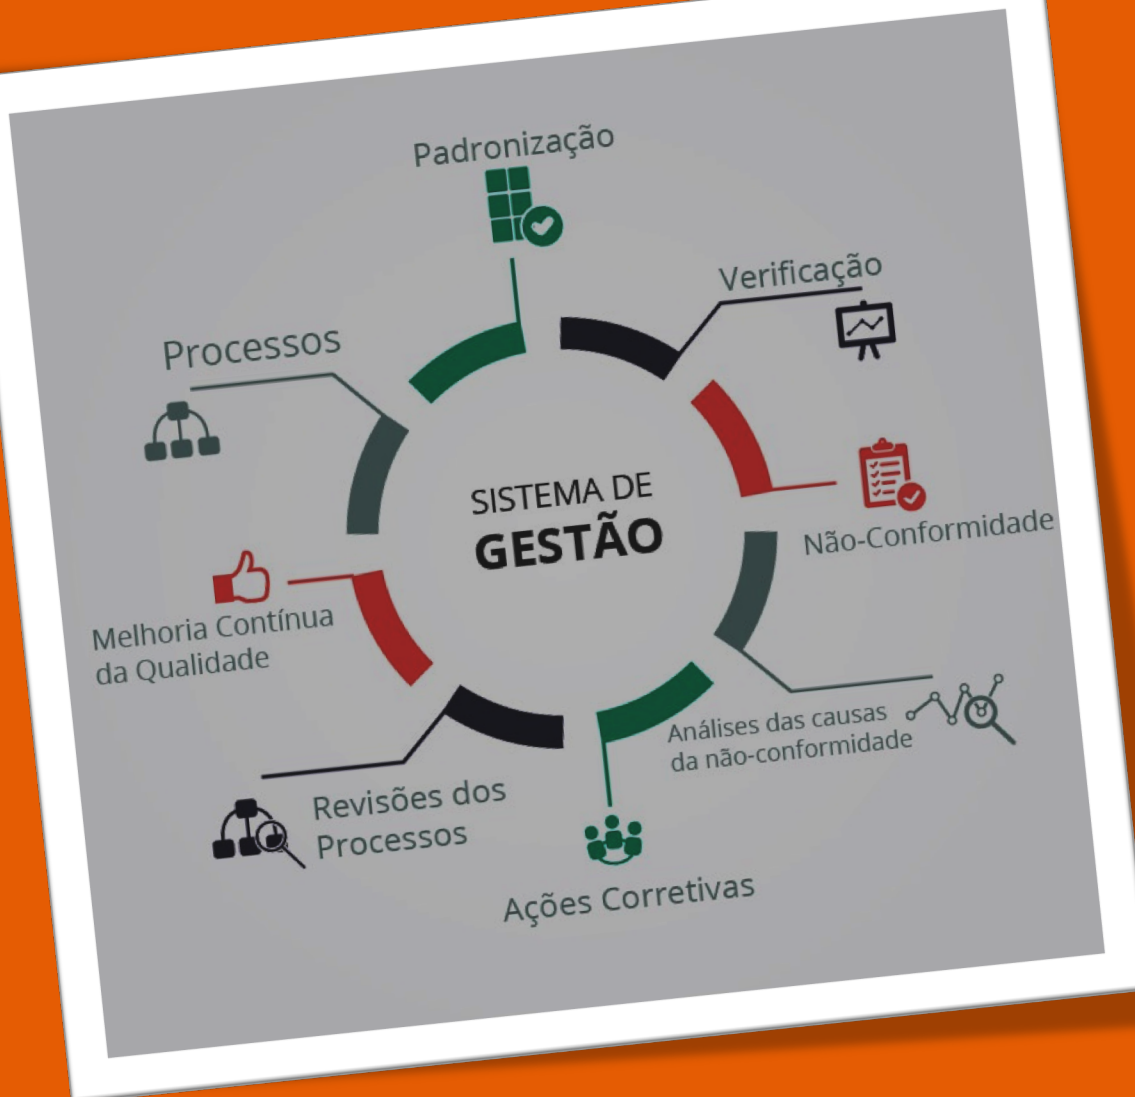 Padronização
Verificação
Processos
SISTEMA DE
GESTÃO
Não-Conformidade
Melhoria Contínua
da Qualidade
Análises das causas
da não-conformidade
Revisões dos
Processos
Ações Corretivas